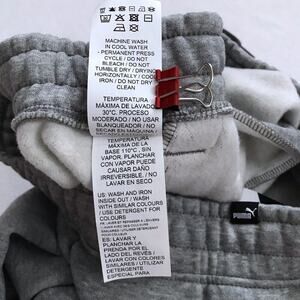 MACHINE WASH
IN COOL WATER
- PERMANENT PRESS
CYCLE / DO NOT
BLEACH / DO NOT
TUMBLE DRY / DRYING
HORIZONTALLY / COOL
IRON / DO NOT DRY
CLEAN
TEMPERATURA
MÁXIMA DE LAVADO
30°C. PROCESO
MODERADO / NO USAR
BLANQUEADOR / NO
SECAR EN MAQUINA /
TEMPERATURA
MÁXIMA DE LA
BASE 110°C , SIN
VAPOR. PLANCHAR
CON VAPOR PUEDE
CAUSAR DAÑO
IRREVERSIBLE. / NO
LAVAR EN SECO
US: WASH AND IRON
INSIDE OUT / WASH
WITH SIMILAR COLOURS
/ USE DETERGENT FOR
COLOURS
ES: LAVAR Y
PLANCHAR LA
PRENDA POR EL
LADO DEL REVÉS /
LAVAR CON COLORES
SIMILARES / UTILIZAR
DETERGENTE
ESPECIAL PARA
PUMA